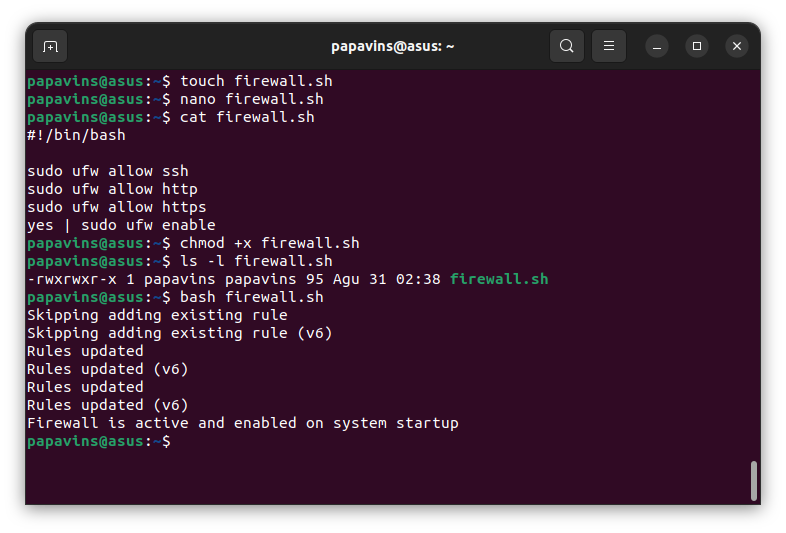 papavins@asus: ~
papavins@asus:~$ touch firewall.sh
papavins@asus:~$ nano firewall.sh
papavins@asus:~$ cat firewall.sh
#!/bin/bash

sudo ufw allow ssh
sudo ufw allow http
sudo ufw allow https
yes | sudo ufw enable
papavins@asus:~$ chmod +x firewall.sh
papavins@asus:~$ ls -l firewall.sh
-rwxrwxr-x 1 papavins papavins 95 Agu 31 02:38 firewall.sh
papavins@asus:~$ bash firewall.sh
Skipping adding existing rule
Skipping adding existing rule (v6)
Rules updated
Rules updated (v6)
Rules updated
Rules updated (v6)
Firewall is active and enabled on system startup
papavins@asus:~$